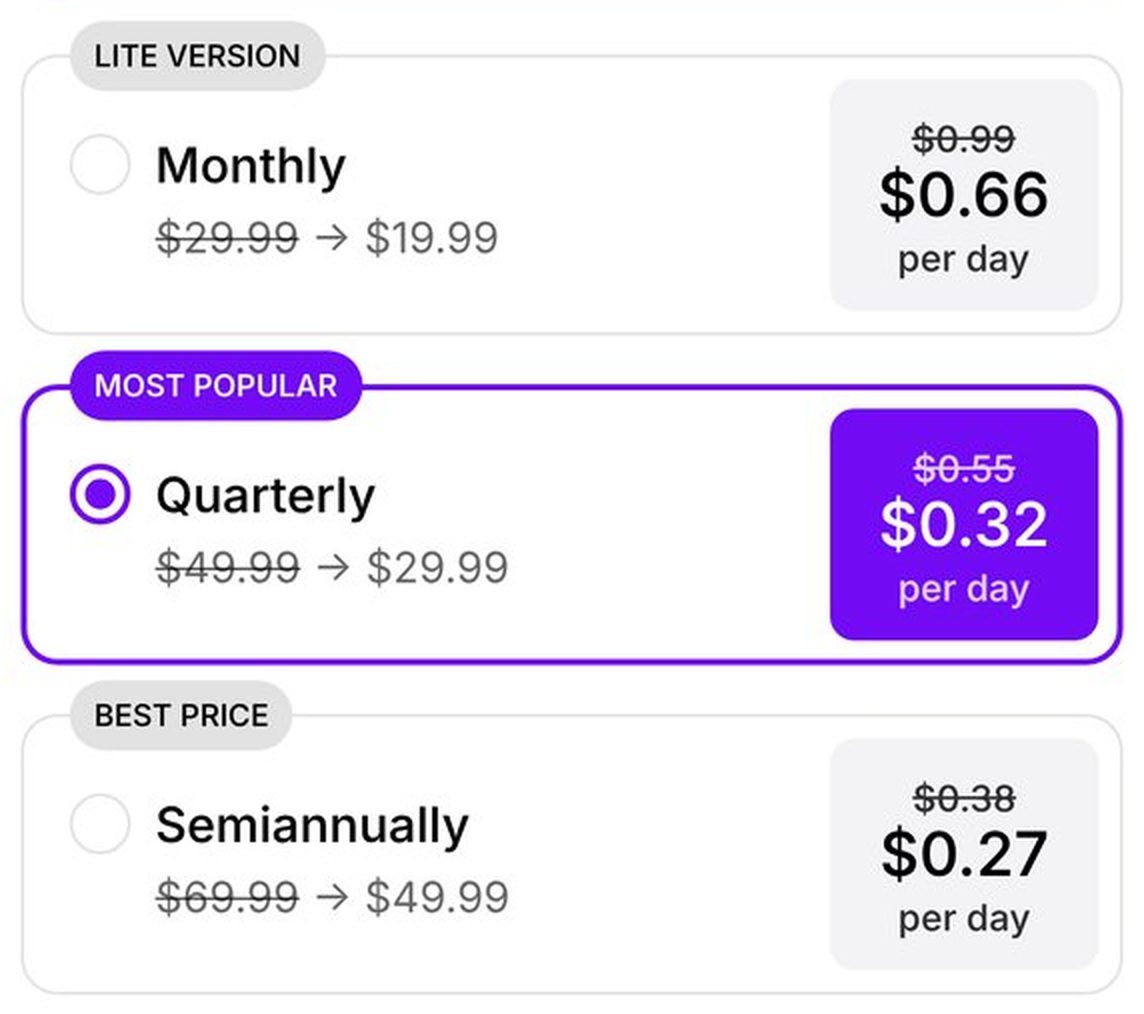 LITE VERSION
Monthly
$29.99 → $19.99
$0.99
$0.66
per day
MOST POPULAR
Quarterly
$49.99 → $29.99
$0.55
$0.32
per day
BEST PRICE
Semiannually
$69.99 → $49.99
$0.38
$0.27
per day